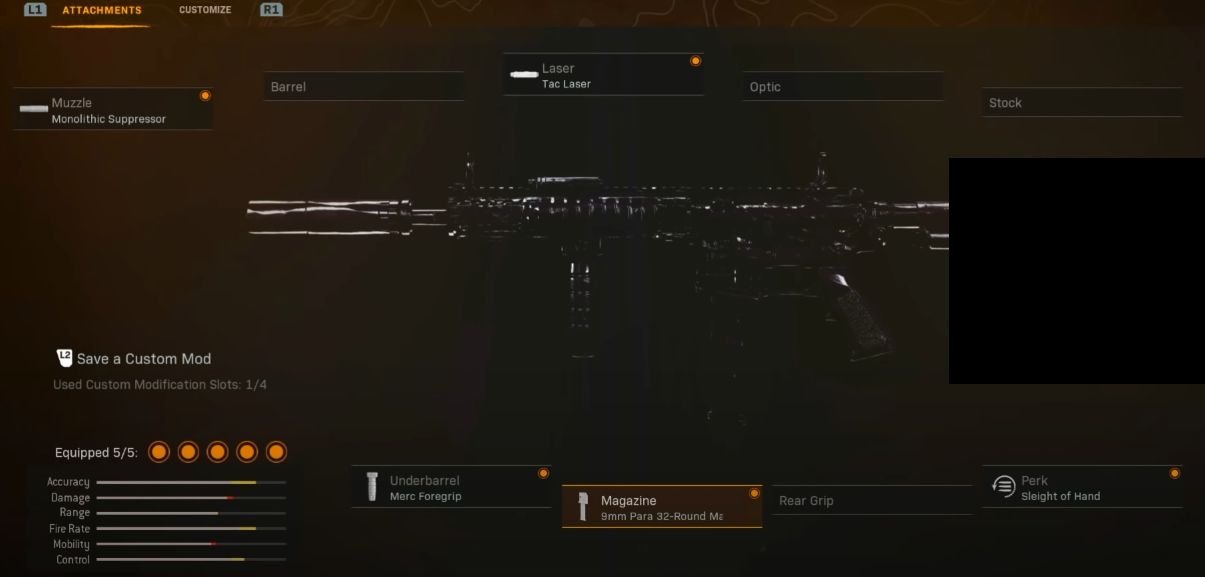 L1 ATTACHMENTS CUSTOMIZE R1
Laser
Tac Laser
Barrel
Optic
Muzzle
Monolithic Suppressor
Stock
L2 Save a Custom Mod
Used Custom Modification Slots: 1/4
Equipped 5/5:
Accuracy
Damage
Range
Fire Rate
Mobility
Control
Underbarrel
Merc Foregrip
Magazine
9mm Para 32-Round Ma
Rear Grip
Perk
Sleight of Hand